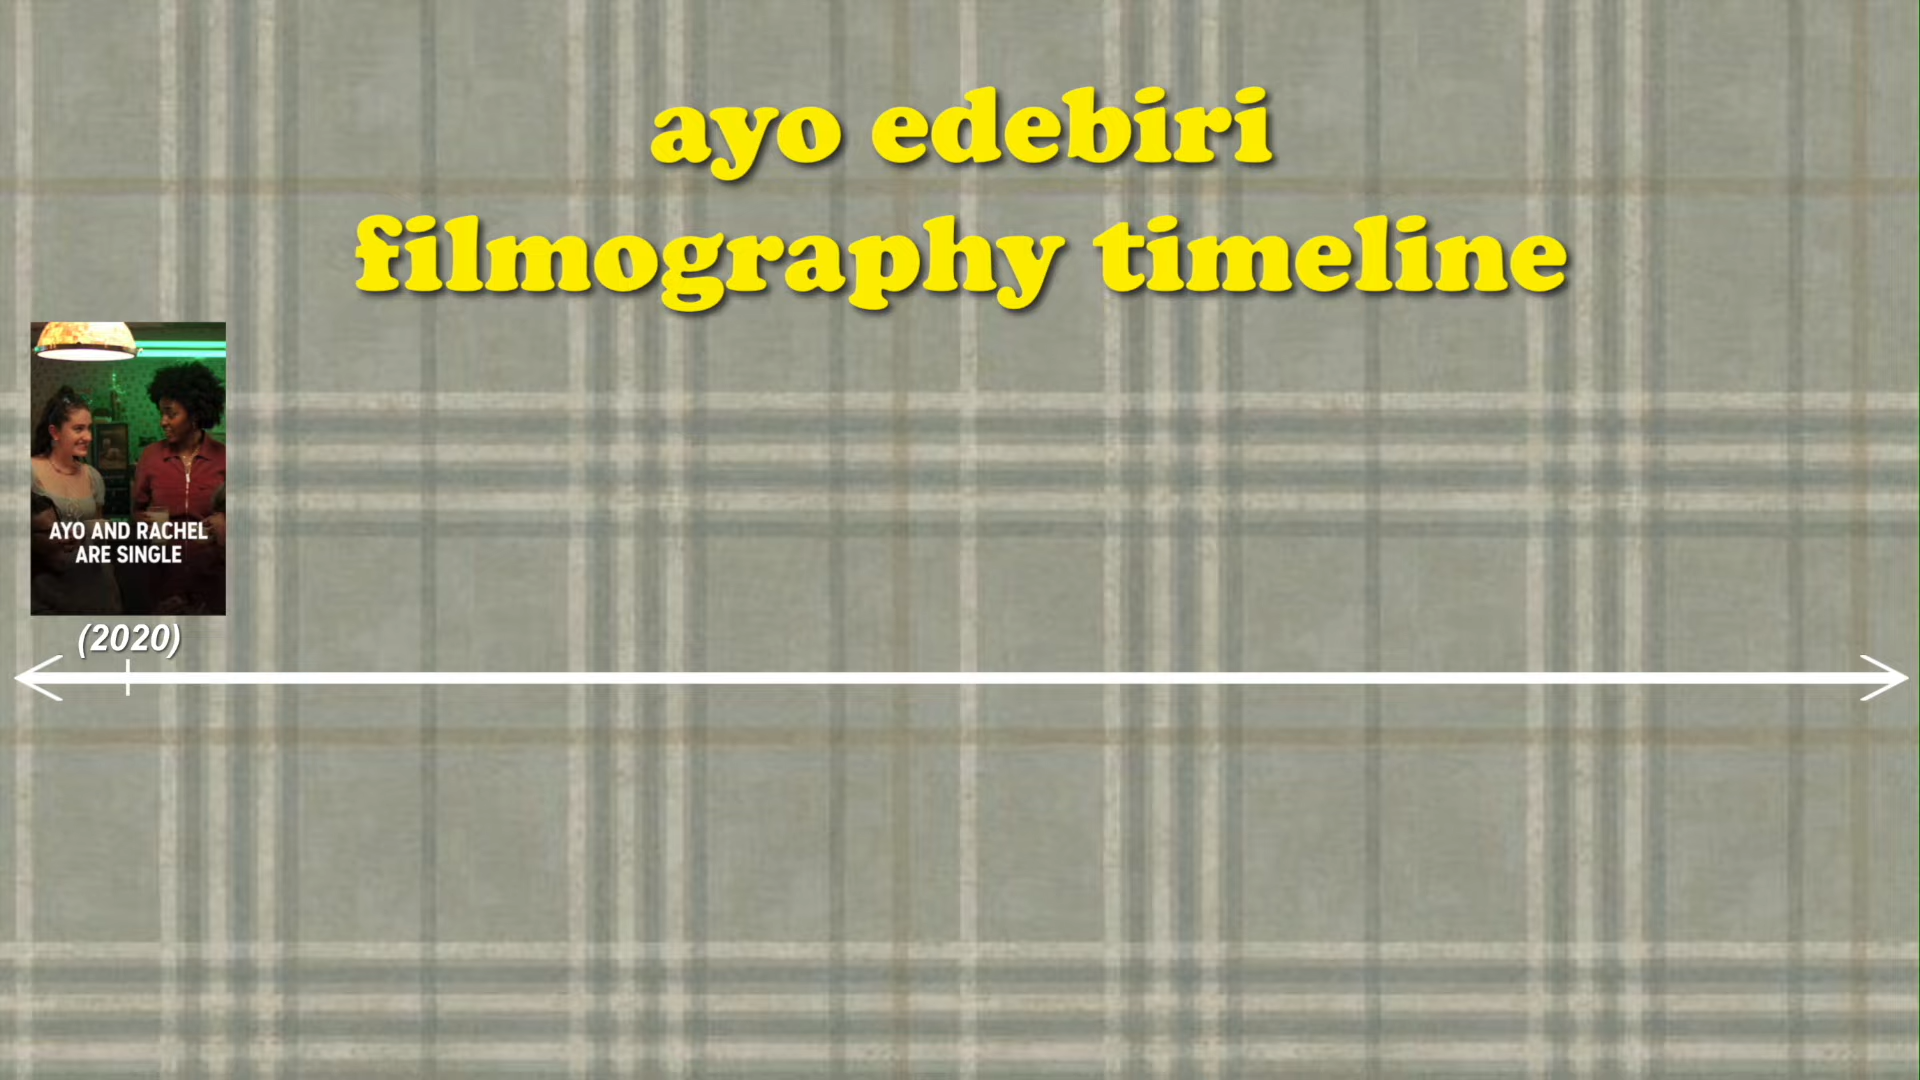 ayo edebiri
filmography timeline
AYO AND RACHEL
ARE SINGLE
(2020)